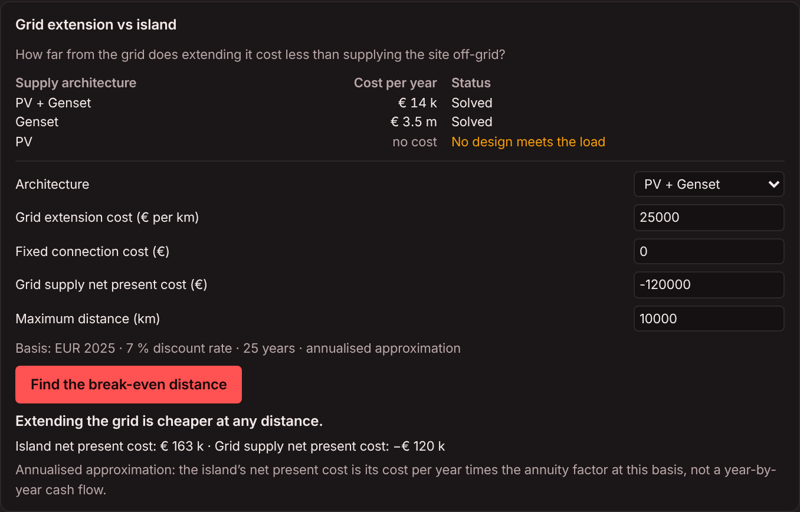 Grid extension vs island
How far from the grid does extending it cost less than supplying the site off-grid?
Supply architecture Cost per year Status
PV + Genset € 14 k Solved
Genset € 3.5 m Solved
PV no cost No design meets the load
Architecture PV + Genset
Grid extension cost (€ per km) 25000
Fixed connection cost (€) 0
Grid supply net present cost (€) -120000
Maximum distance (km) 10000
Basis: EUR 2025 · 7 % discount rate · 25 years · annualised approximation
Find the break-even distance
Extending the grid is cheaper at any distance.
Island net present cost: € 163 k · Grid supply net present cost: −€ 120 k
Annualised approximation: the island’s net present cost is its cost per year times the annuity factor at this basis, not a year-by-
year cash flow.